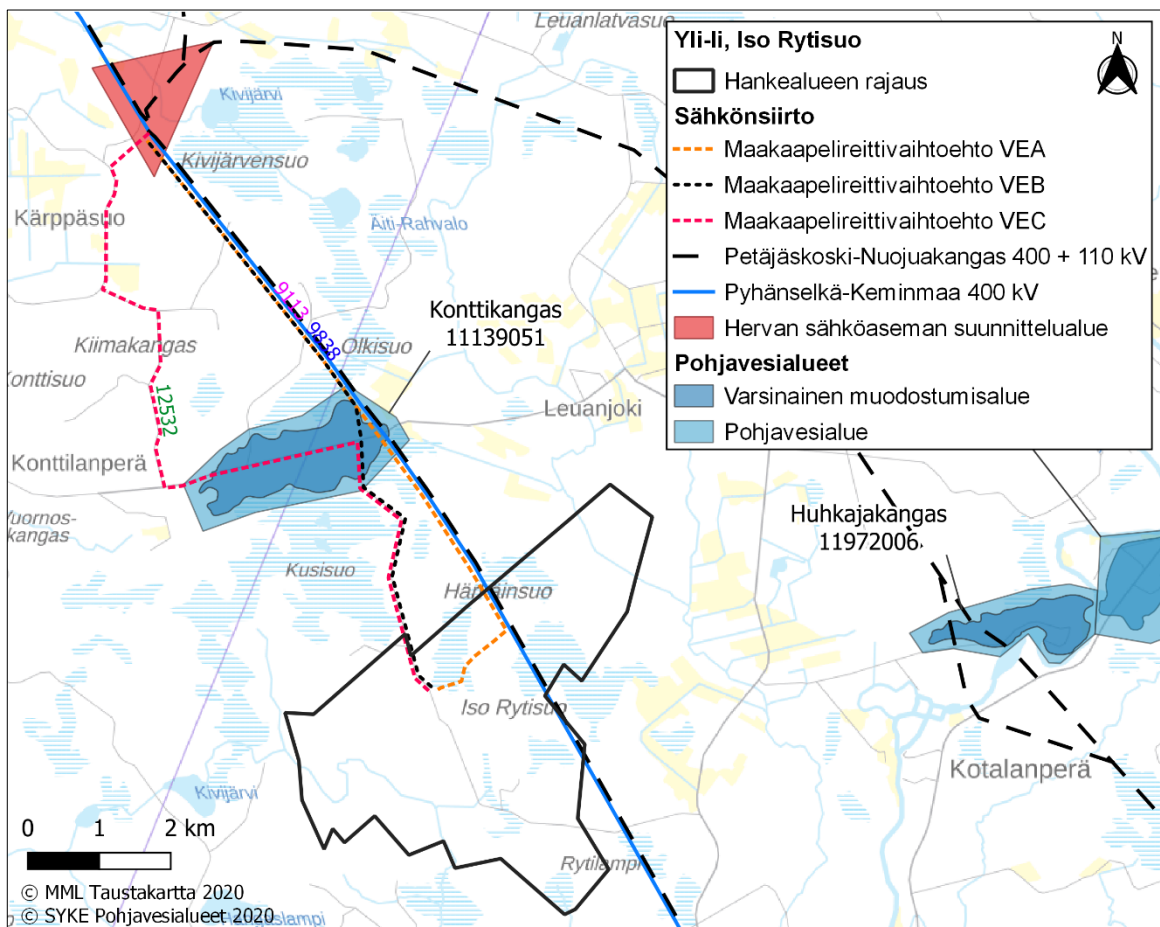 Leuanlatvasuo
Kivijärvi
Kivijärvensuo
Kärppäsuo
Äiti-Rahvalo
9113, 9838
Olkisuo
Konttikangas
11139051
Kiimakangas
Konttisuo
12532
Leuanjoki
Konttilanperä
Vuornos-
kangas
Kusisuo
Huhkajakangas
11972006
Iso Rytisuo
Kotalanperä
Kivijärvi
Rytilampi
0 1 2 km
© MML Taustakartta 2020
© SYKE Pohjavesialueet 2020
Yli-Ii, Iso Rytisuo
N
Hankealueen rajaus
Sähkönsiirto
Maakaapelireittivaihtoehto VEA
Maakaapelireittivaihtoehto VEB
Maakaapelireittivaihtoehto VEC
Petäjäskoski-Nuojuakangas 400 + 110 kV
Pyhänselkä-Keminmaa 400 kV
Hervan sähköaseman suunnittelualue
Pohjavesialueet
Varsinainen muodostumisalue
Pohjavesialue